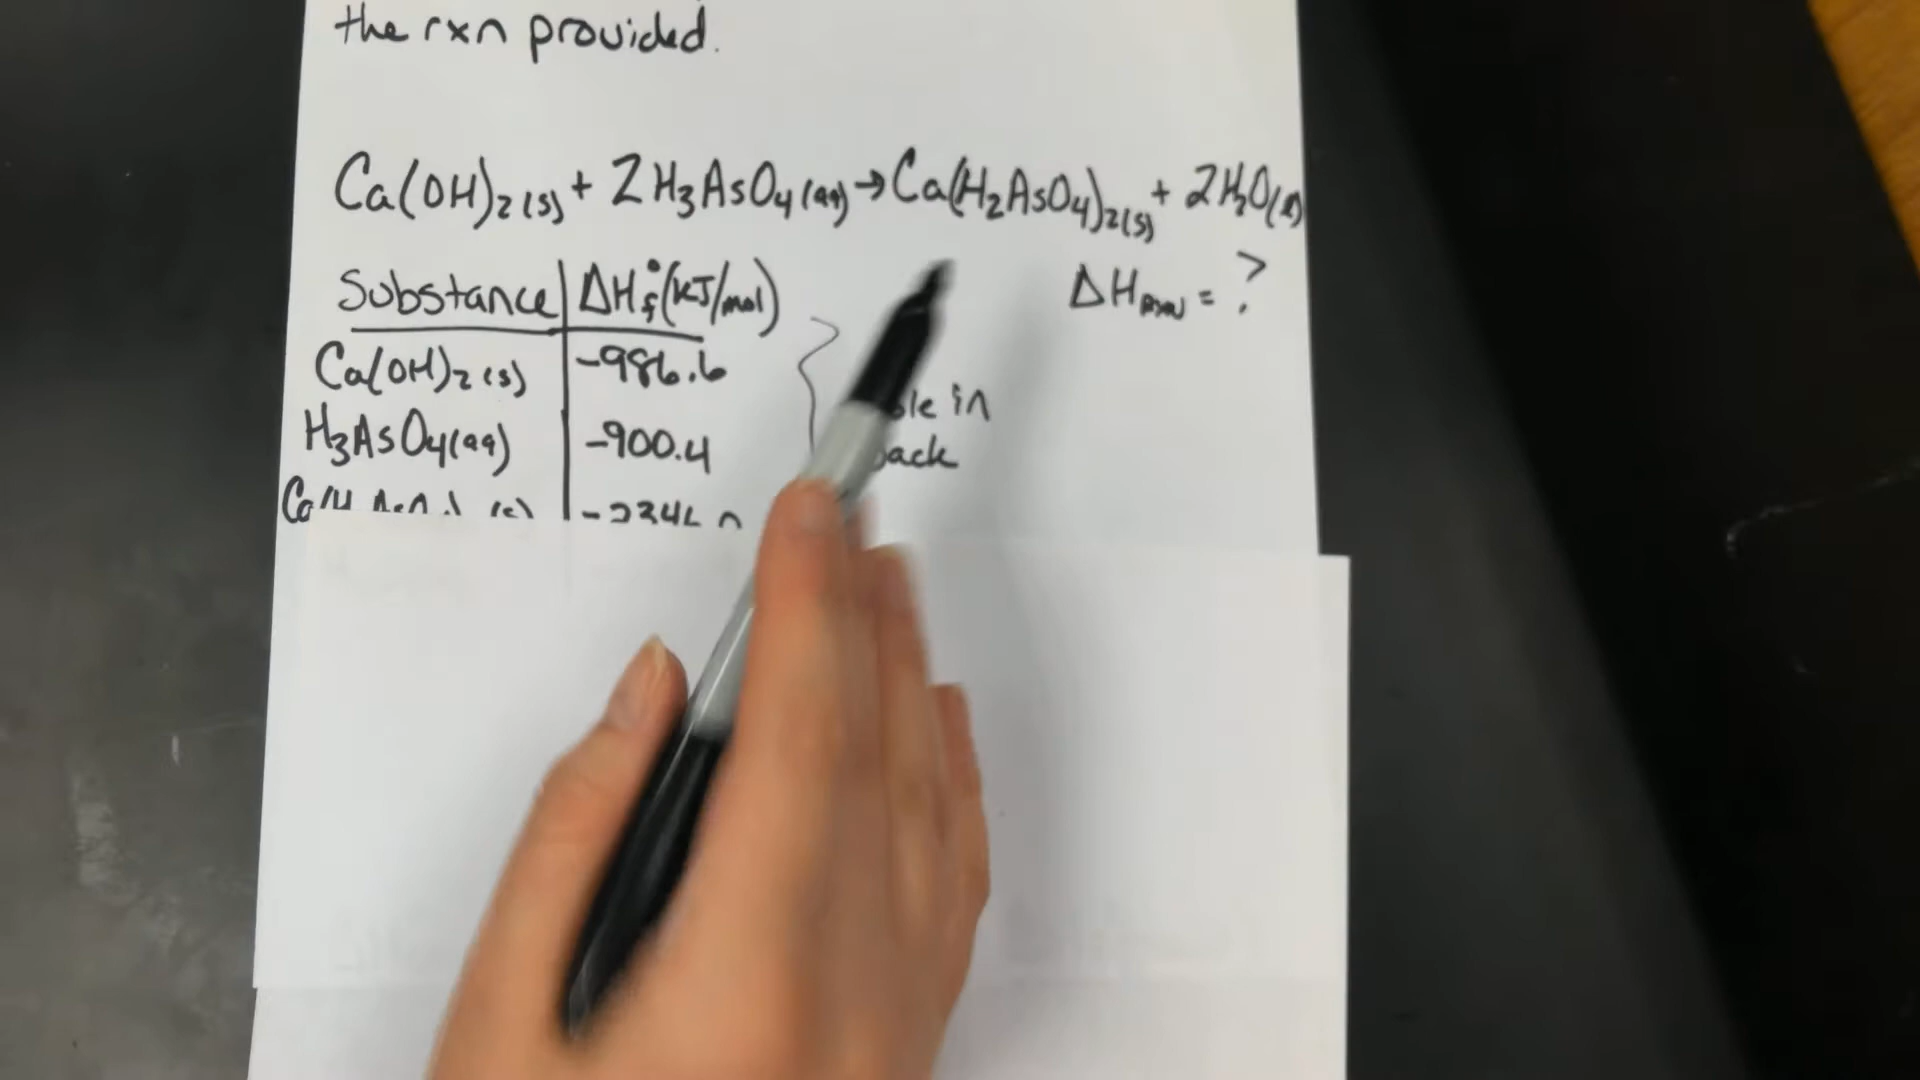 the rxn provided.
Ca(OH)₂(s) + 2H₃AsO₄(aq) → Ca(H₂AsO₄)₂(s) + 2H₂O(l)
Substance ΔH°f (kJ/mol) ΔHrxn = ?
Ca(OH)₂(s) -986.6
H₃AsO₄(aq) -900.4
in